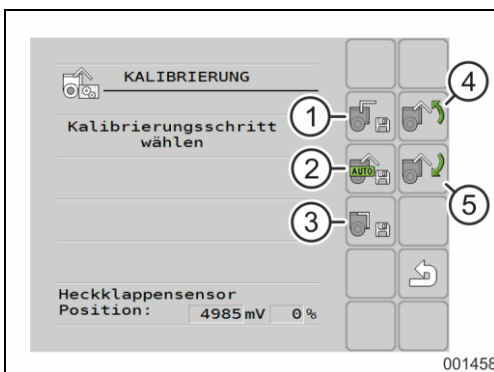 KALIBRIERUNG
Kalibrierungsschritt
wählen
Heckklappensensor
Position: 4985 mV 0 %
1
2
AUTO
3
4
5
001458